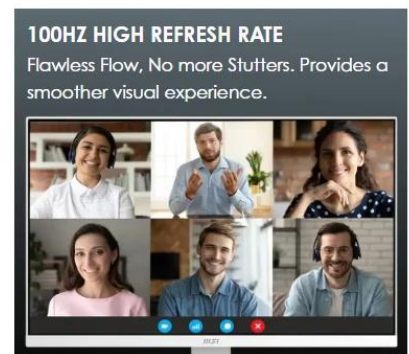 100HZ HIGH REFRESH RATE
Flawless Flow, No more Stutters. Provides a
smoother visual experience.